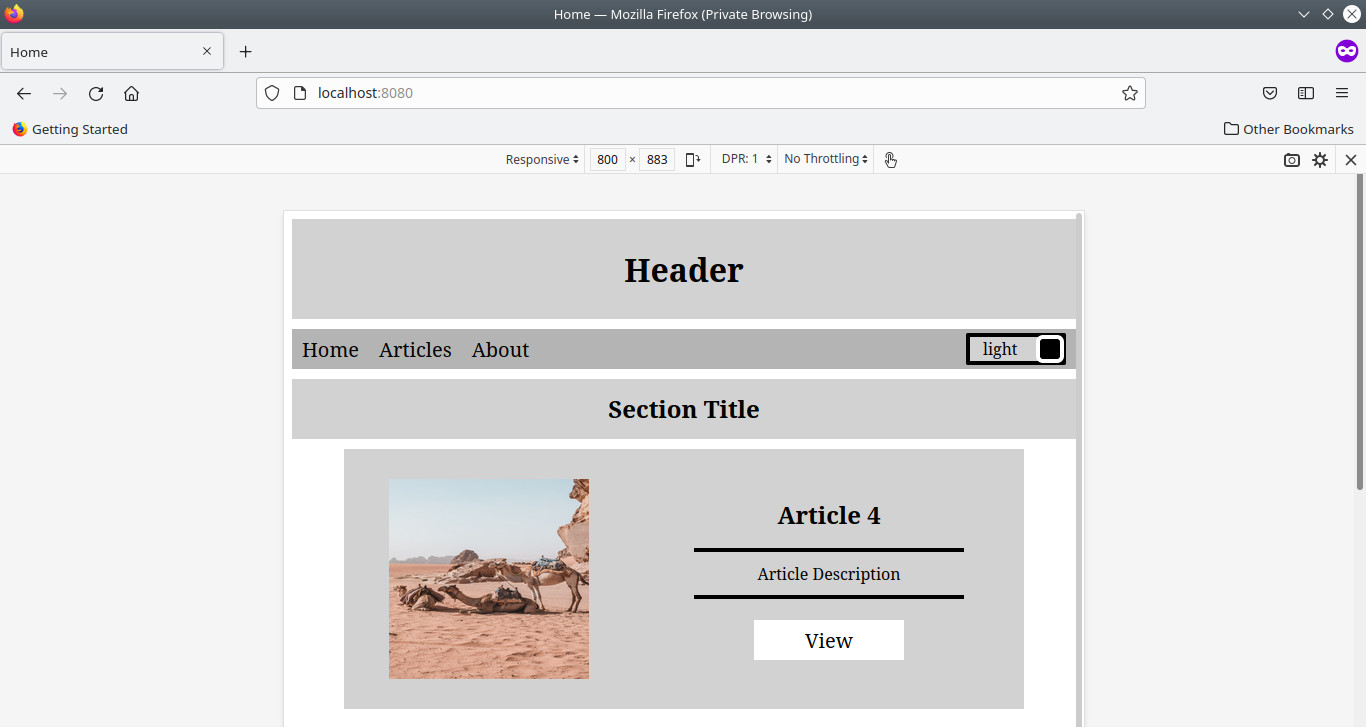 Home — Mozilla Firefox (Private Browsing)
Home
localhost:8080
Getting Started
Other Bookmarks
Responsive 800 × 883 DPR: 1 No Throttling
Header
Home Articles About light
Section Title
Article 4
Article Description
View